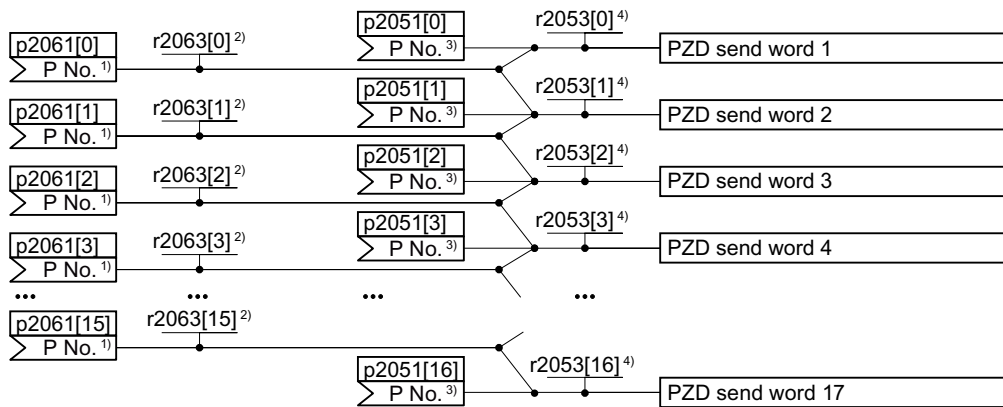 p2051[0] r2053[0] 4)
p2061[0] r2063[0] 2) P No. 3) PZD send word 1
P No. 1)
p2051[1] r2053[1] 4)
p2061[1] r2063[1] 2) P No. 3) PZD send word 2
P No. 1)
p2051[2] r2053[2] 4)
p2061[2] r2063[2] 2) P No. 3) PZD send word 3
P No. 1)
p2051[3] r2053[3] 4)
p2061[3] r2063[3] 2) P No. 3) PZD send word 4
P No. 1)
... ... ... ...
p2061[15] r2063[15] 2)
P No. 1)
p2051[16] r2053[16] 4)
P No. 3) PZD send word 17